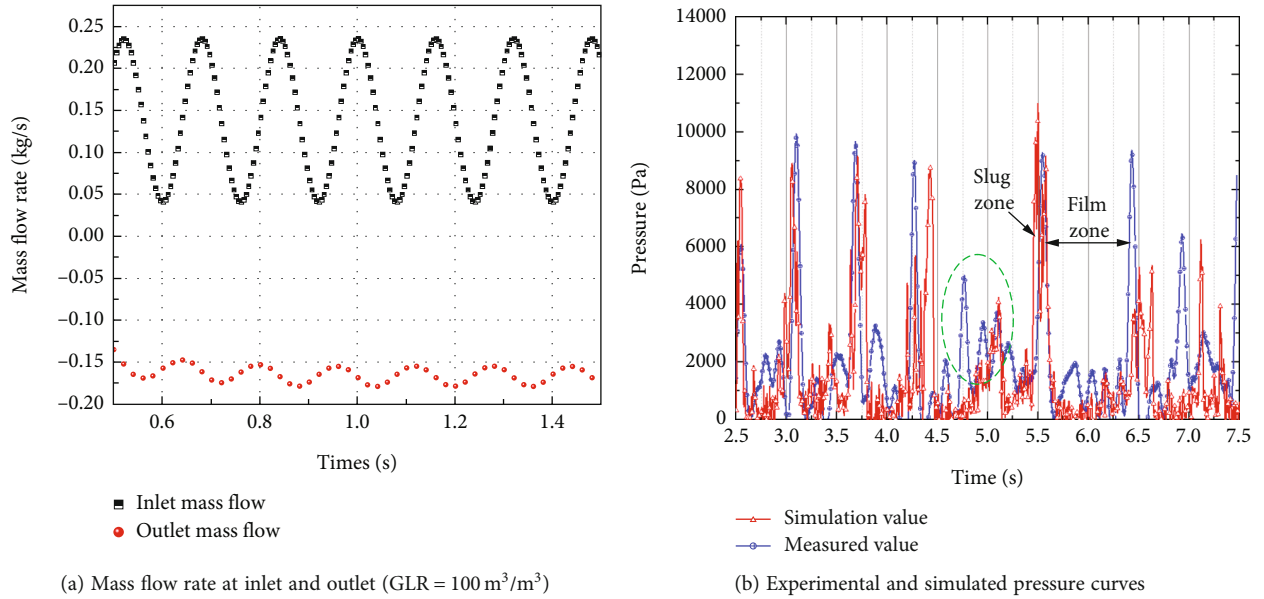 0.25
0.20
0.15
0.10
0.05
0.00
−0.05
−0.10
−0.15
−0.20
Mass flow rate (kg/s)
0.6
0.8
1.0
1.2
1.4
Times (s)
Inlet mass flow
Outlet mass flow
(a) Mass flow rate at inlet and outlet (GLR = 100 m³/m³)
14000
12000
10000
8000
6000
4000
2000
0
Pressure (Pa)
Slug
zone
Film
zone
2.5
3.0
3.5
4.0
4.5
5.0
5.5
6.0
6.5
7.0
7.5
Time (s)
Simulation value
Measured value
(b) Experimental and simulated pressure curves